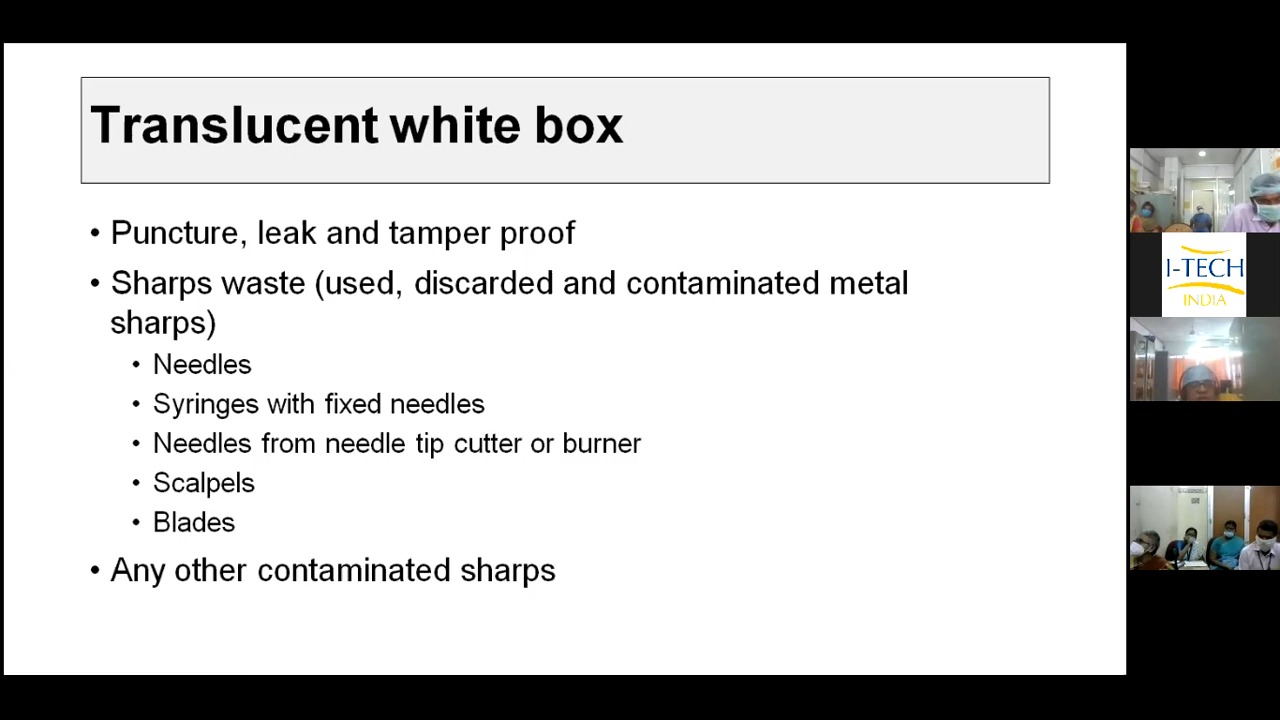 Translucent white box
• Puncture, leak and tamper proof
• Sharps waste (used, discarded and contaminated metal
sharps)
• Needles
• Syringes with fixed needles
• Needles from needle tip cutter or burner
• Scalpels
• Blades
• Any other contaminated sharps
I-TECH
INDIA